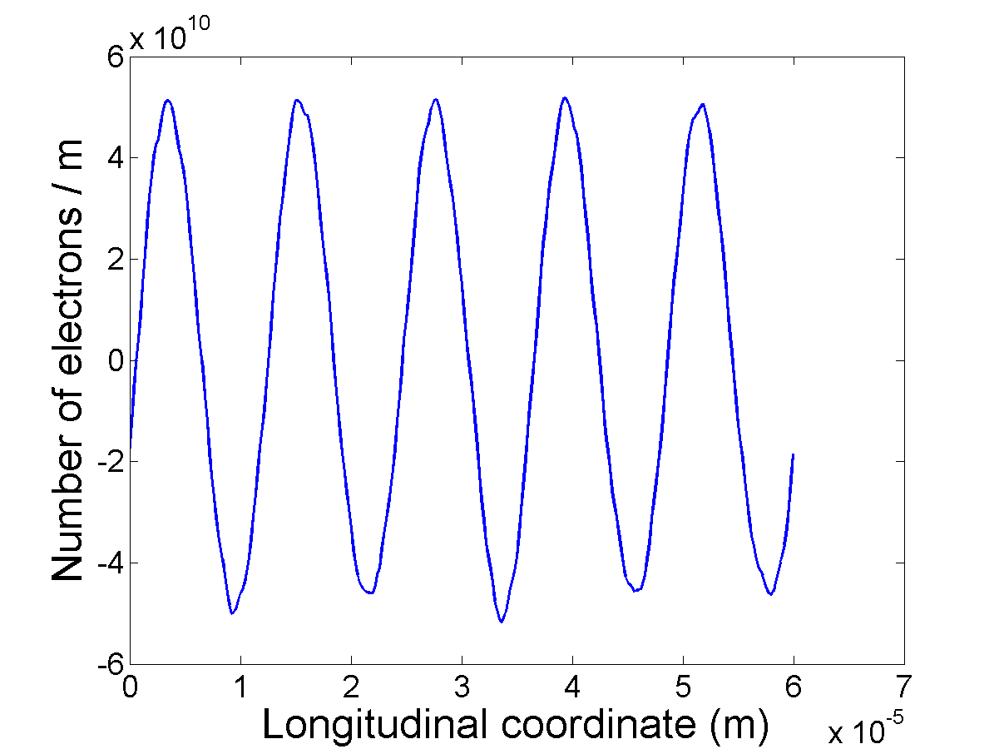 x 10^10
6
4
2
0
-2
-4
-6
Number of electrons / m
0 1 2 3 4 5 6 7
Longitudinal coordinate (m)
x 10^-5